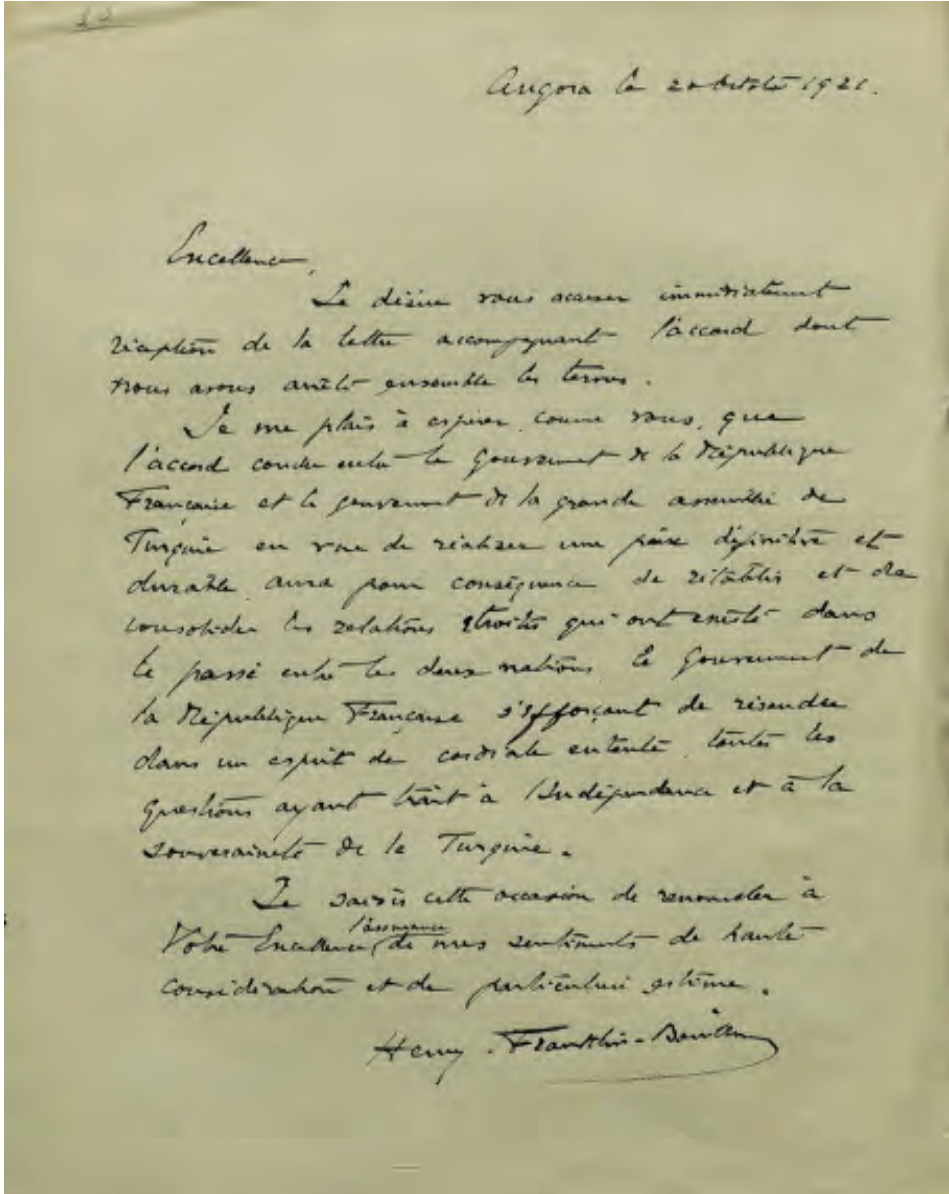 Angora le 20 Octobre 1921.
Excellence,
Je désire vous accuser immédiatement
réception de la lettre accompagnant l'accord dont
nous avons arrêté ensemble les termes.
Je me plais à espérer, comme vous, que
l'accord conclu entre le Gouvernement de la République
Française et le gouvernement de la grande assemblée de
Turquie en vue de réaliser une paix définitive et
durable, aura pour conséquence de rétablir et de
consolider les relations étroites qui ont existé dans
le passé entre les deux nations, le Gouvernement de
la République Française s'efforçant de résoudre
dans un esprit de cordiale entente, toutes les
questions ayant trait à l'Indépendance et à la
souveraineté de la Turquie.
Je saisis cette occasion de renouveler à
Votre Excellence, l'assurance de mes sentiments de haute
considération et de particulière estime.
Henry. Franklin-Bouillon